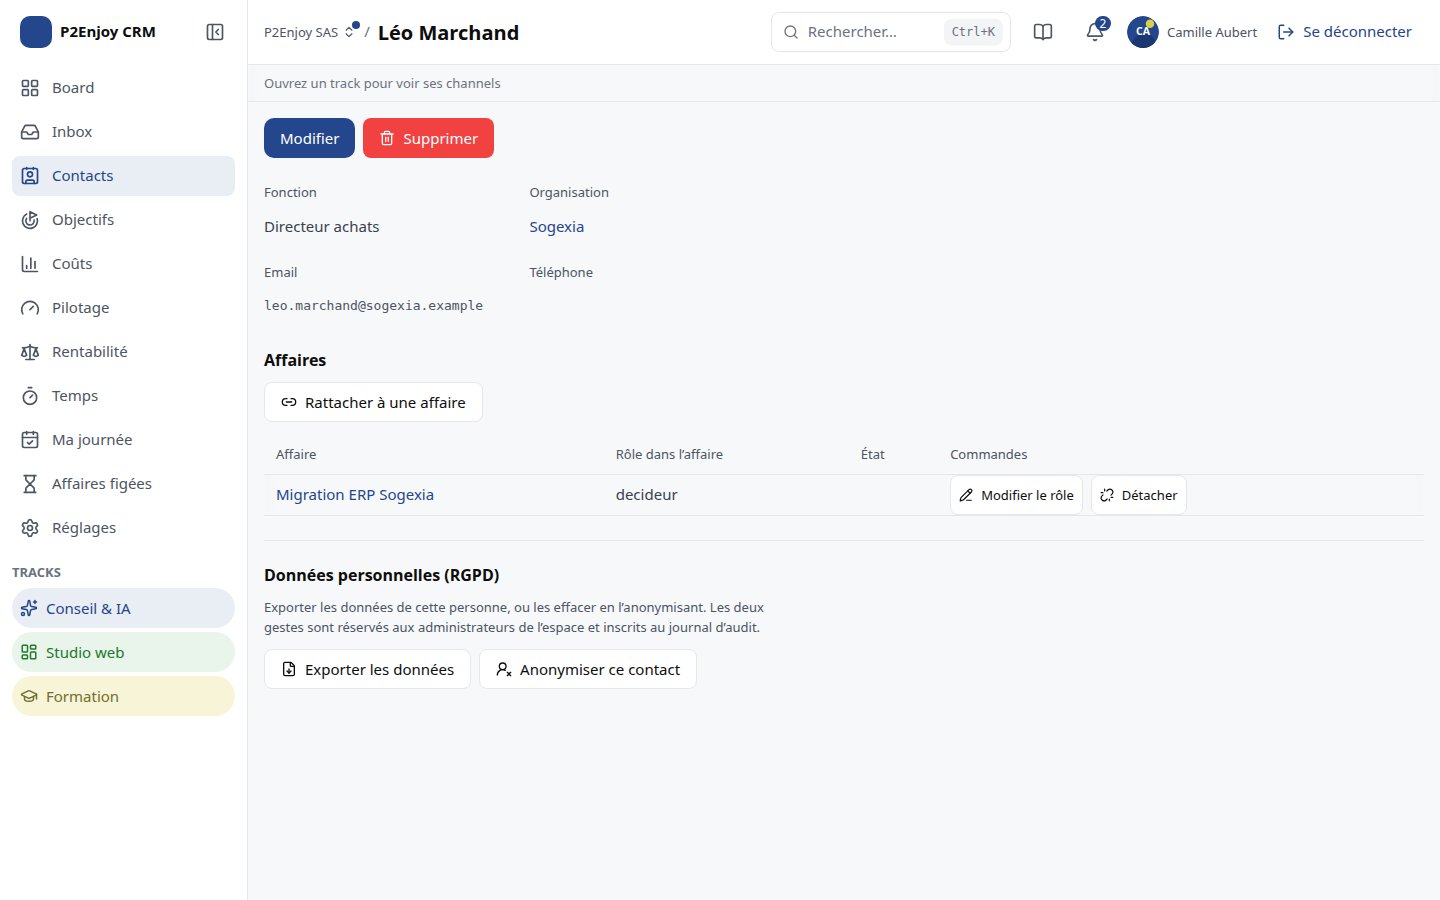 P2Enjoy CRM
Board
Inbox
Contacts
Objectifs
Coûts
Pilotage
Rentabilité
Temps
Ma journée
Affaires figées
Réglages
TRACKS
Conseil & IA
Studio web
Formation
P2Enjoy SAS / Léo Marchand
Rechercher... Ctrl+K
2
CA
Camille Aubert
Se déconnecter
Ouvrez un track pour voir ses channels
Modifier Supprimer
Fonction Organisation
Directeur achats Sogexia
Email Téléphone
leo.marchand@sogexia.example
Affaires
Rattacher à une affaire
Affaire Rôle dans l'affaire État Commandes
Migration ERP Sogexia decideur Modifier le rôle Détacher
Données personnelles (RGPD)
Exporter les données de cette personne, ou les effacer en l'anonymisant. Les deux
gestes sont réservés aux administrateurs de l'espace et inscrits au journal d'audit.
Exporter les données Anonymiser ce contact